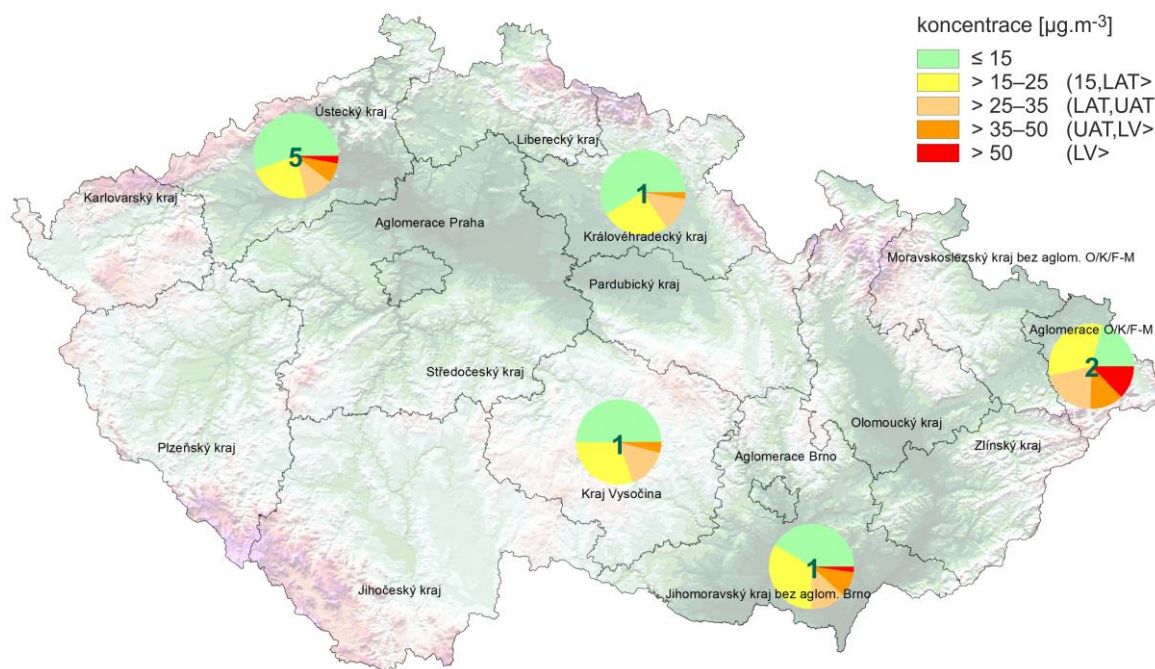 koncentrace [µg.m-3]
≤ 15
> 15–25 (15,LAT>
> 25–35 (LAT,UAT
> 35–50 (UAT,LV>
> 50 (LV>
Ústecký kraj
5
Liberecký kraj
Karlovarský kraj
1
Aglomerace Praha
Královéhradecký kraj
Moravskoslezský kraj bez aglom. O/K/F-M
Pardubický kraj
Aglomerace O/K/F-M
2
Středočeský kraj
Olomoucký kraj
Plzeňský kraj
1
Zlínský kraj
Aglomerace Brno
Kraj Vysočina
1
Jihočeský kraj
Jihomoravský kraj bez aglom. Brno